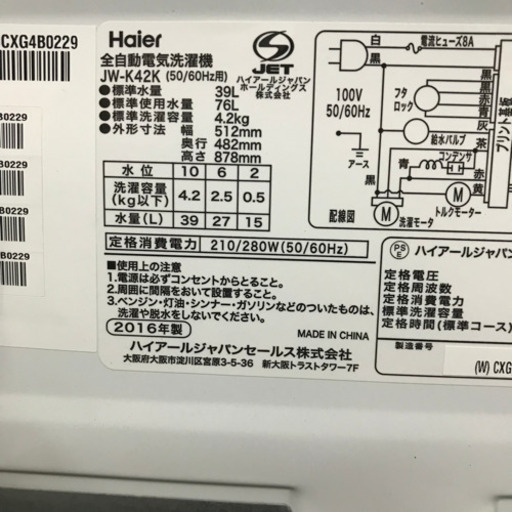 CXG4B0229
B0229
B0229
B0229
B0229
Haier
全自動電気洗濯機
JW-K42K (50/60Hz用)
●標準水量 39L
●標準使用水量 76L
●標準洗濯容量 4.2kg
●外形寸法 幅 512mm
奥行 482mm
高さ 878mm
S
JET
ハイアールジャパン
ホールディングス
株式会社
水位 10 6 2
洗濯容量
(kg以下) 4.2 2.5 0.5
水量(L) 39 27 15
定格消費電力 210/280W(50/60Hz)
■使用上の注意
1.電源は必ずコンセントからとること。
2.周囲に間隔をおいて設置すること。
3.ベンジン・灯油・シンナー・ガソリンなどのついたものは、
洗濯や脱水をしないでください。
2016年製
MADE IN CHINA
ハイアールジャパンセールス株式会社
大阪府大阪市淀川区宮原3-5-36 新大阪トラストタワー7F
白
電流ヒューズ8A
黒
100V
50/60Hz
フタ
ロック
黒
黒
赤
青
灰
給水バルブ
茶
コンデンサ
アース
青
黒
赤
黄
M
M
洗濯モータ
トルクモーター
配線図
プリント基板
PS
E
ハイアールジャパン
定格電圧
定格周波数
定格消費電力
標準洗濯容量
定格時間(標準コース)
製造番号
(W) CXG